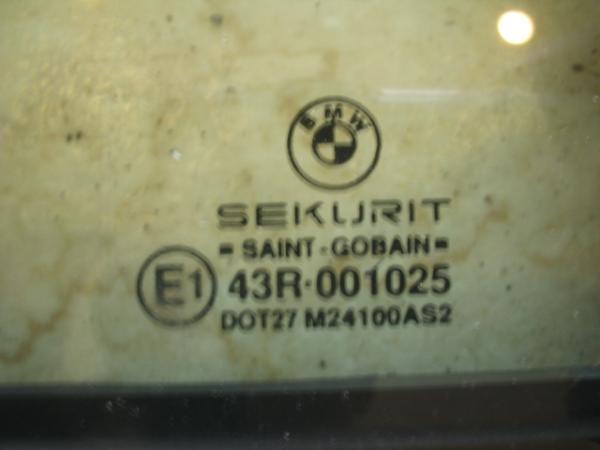 BMW
SEKURIT
= SAINT-GOBAIN=
E1 43R·001025
DOT27 M24100AS2